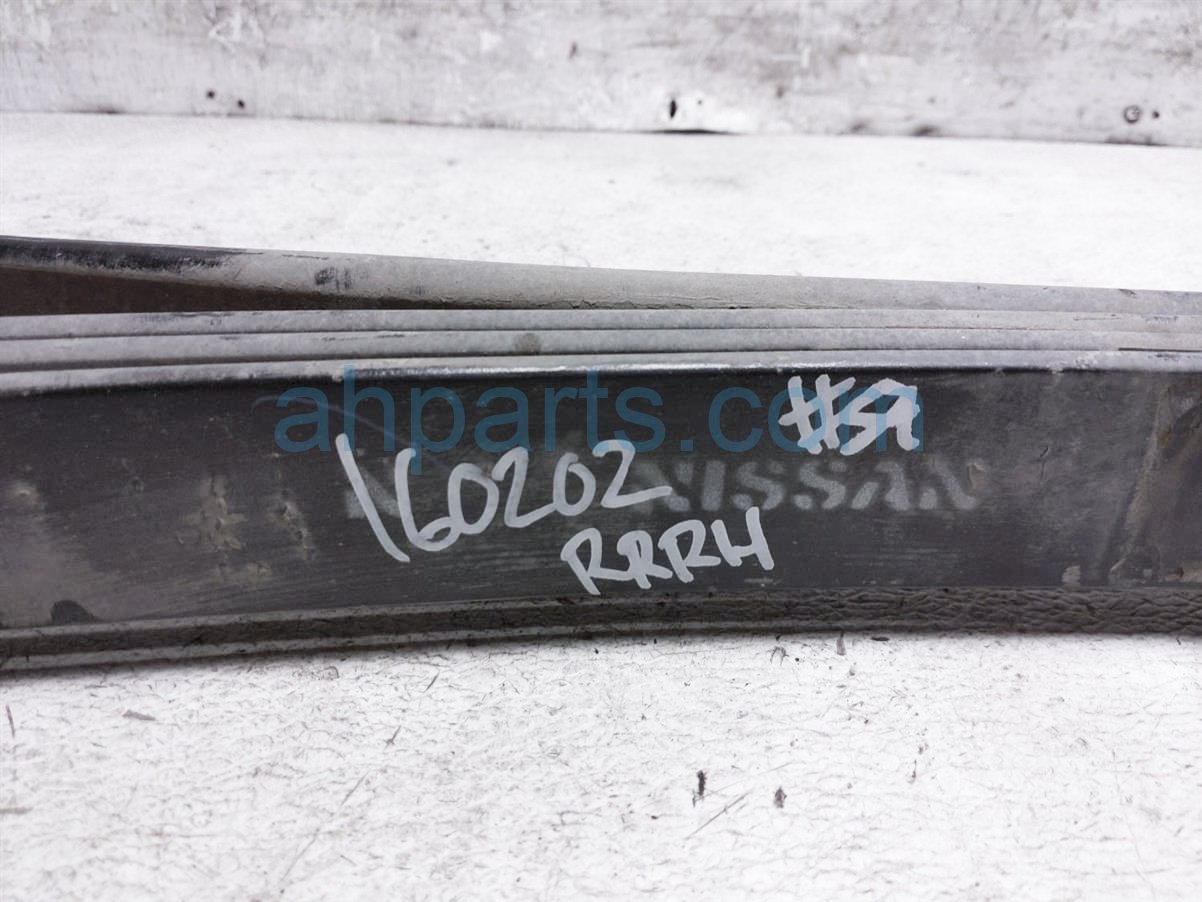 ahparts.com
#59
160202
NISSAN
RRRH